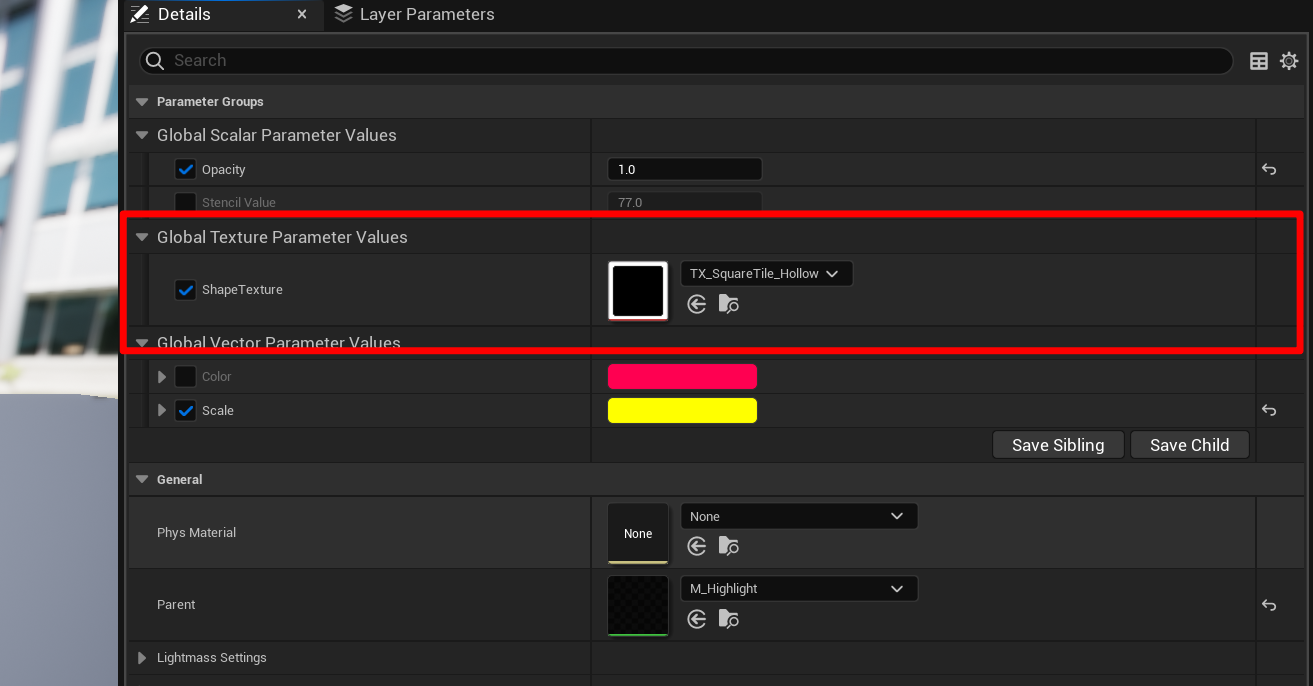 Details
Layer Parameters
Search
Parameter Groups
Global Scalar Parameter Values
Opacity
1.0
Stencil Value
77.0
Global Texture Parameter Values
ShapeTexture
TX_SquareTile_Hollow
Global Vector Parameter Values
Color
Scale
Save Sibling
Save Child
General
Phys Material
None
None
Parent
M_Highlight
Lightmass Settings